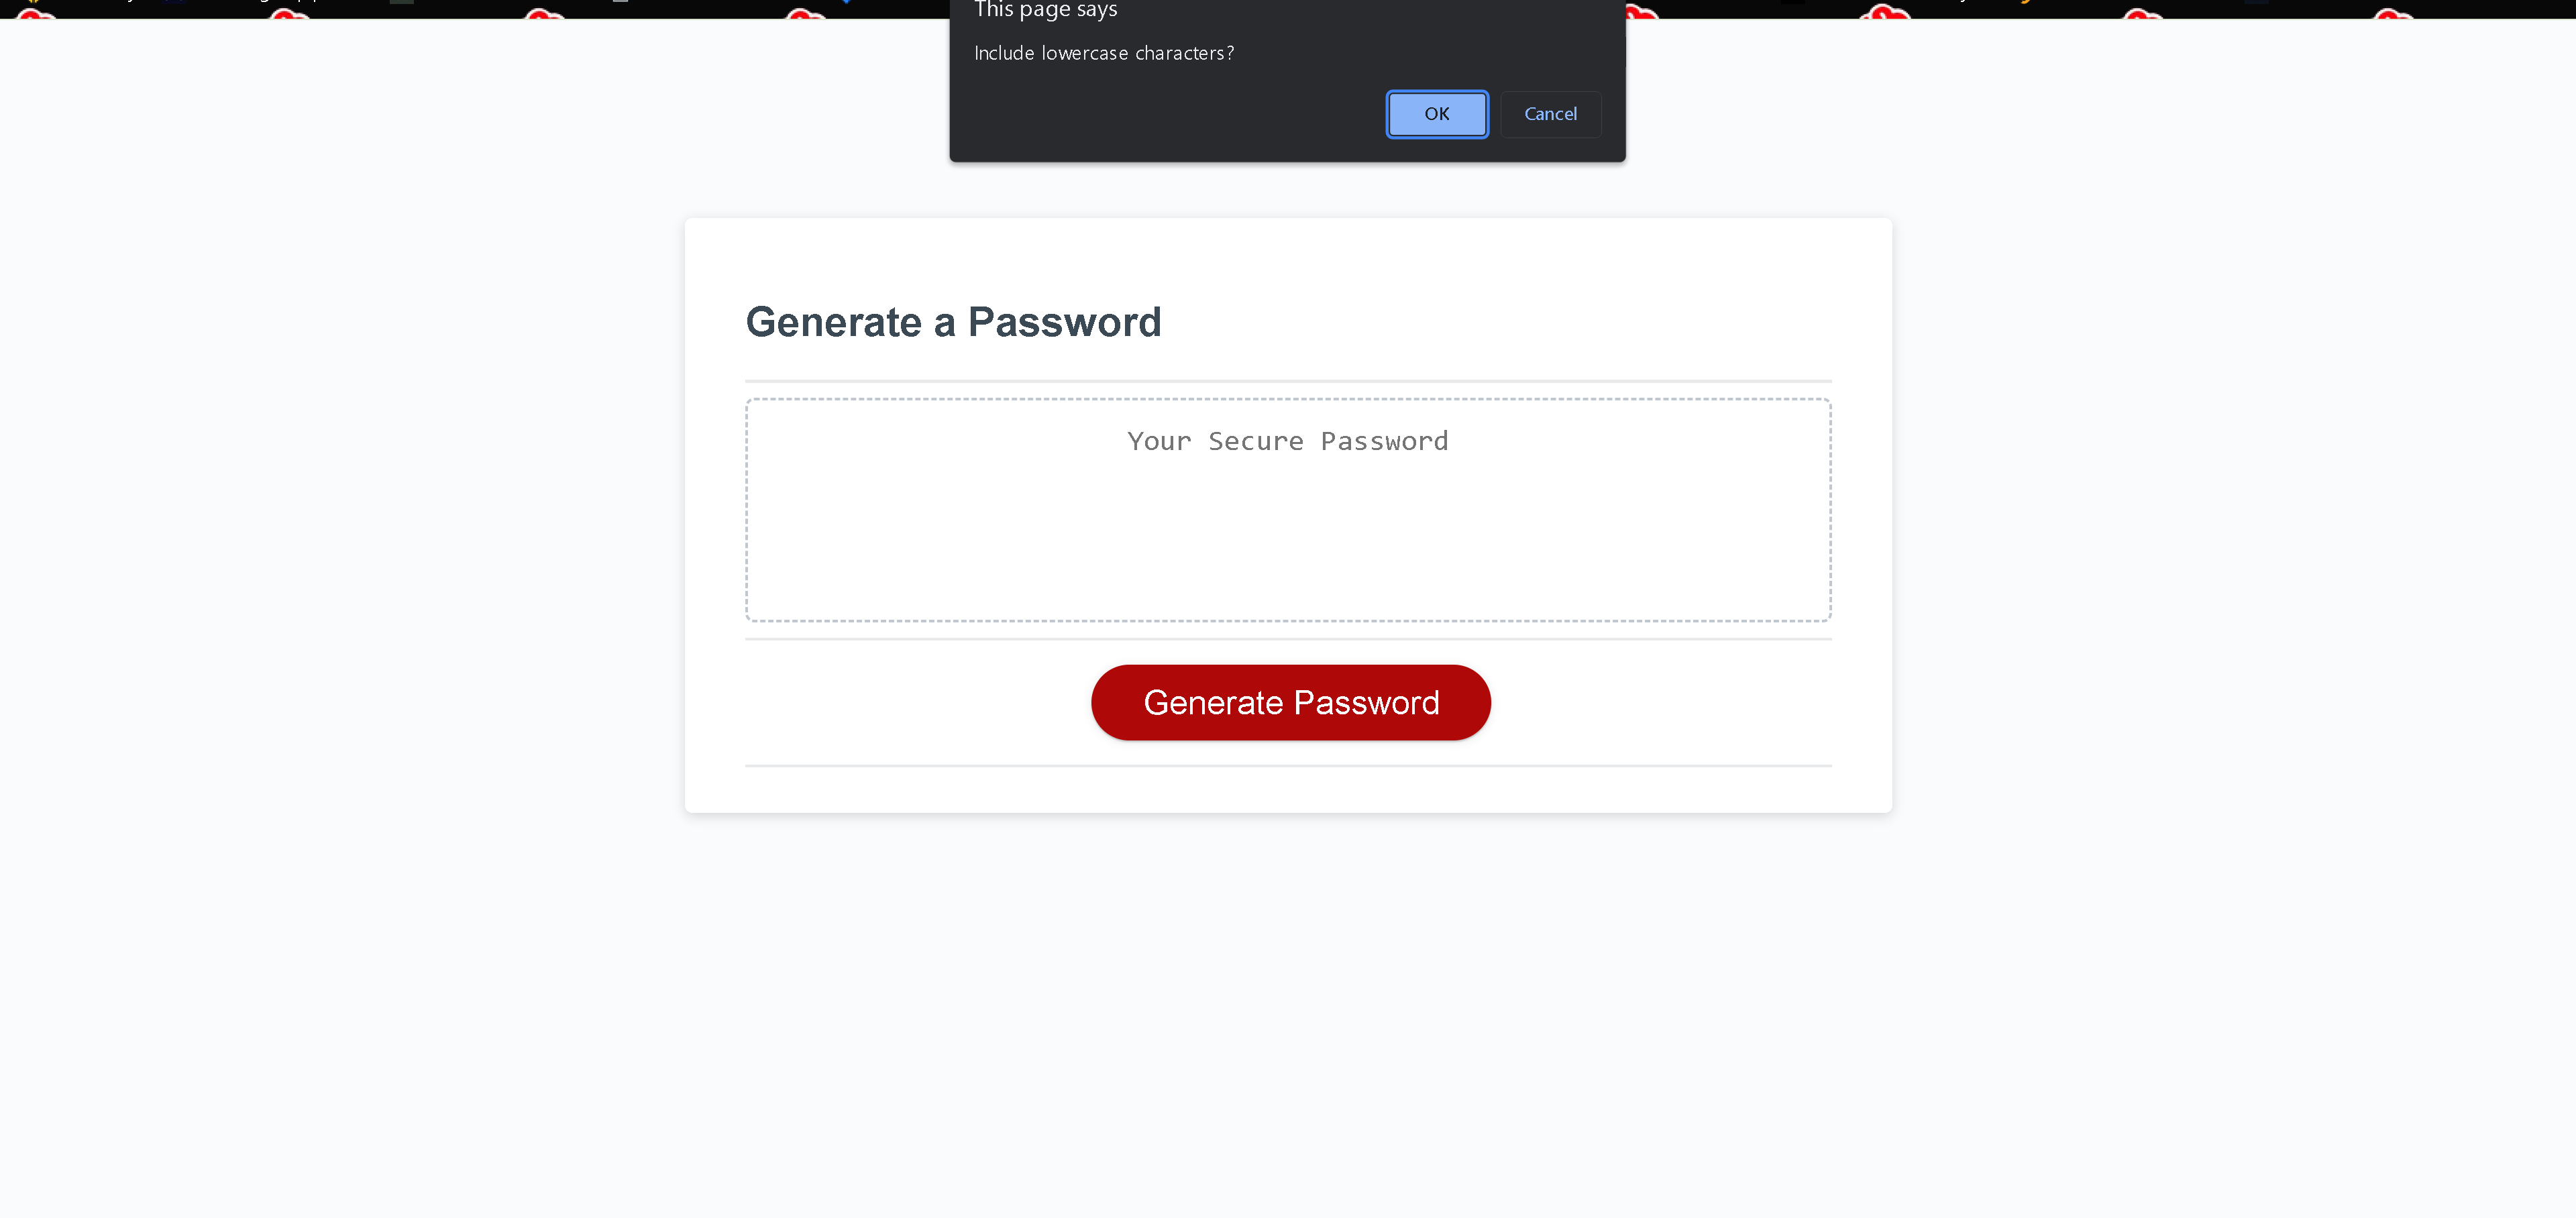 This page says
Include lowercase characters?
OK
Cancel
Generate a Password
Your Secure Password
Generate Password